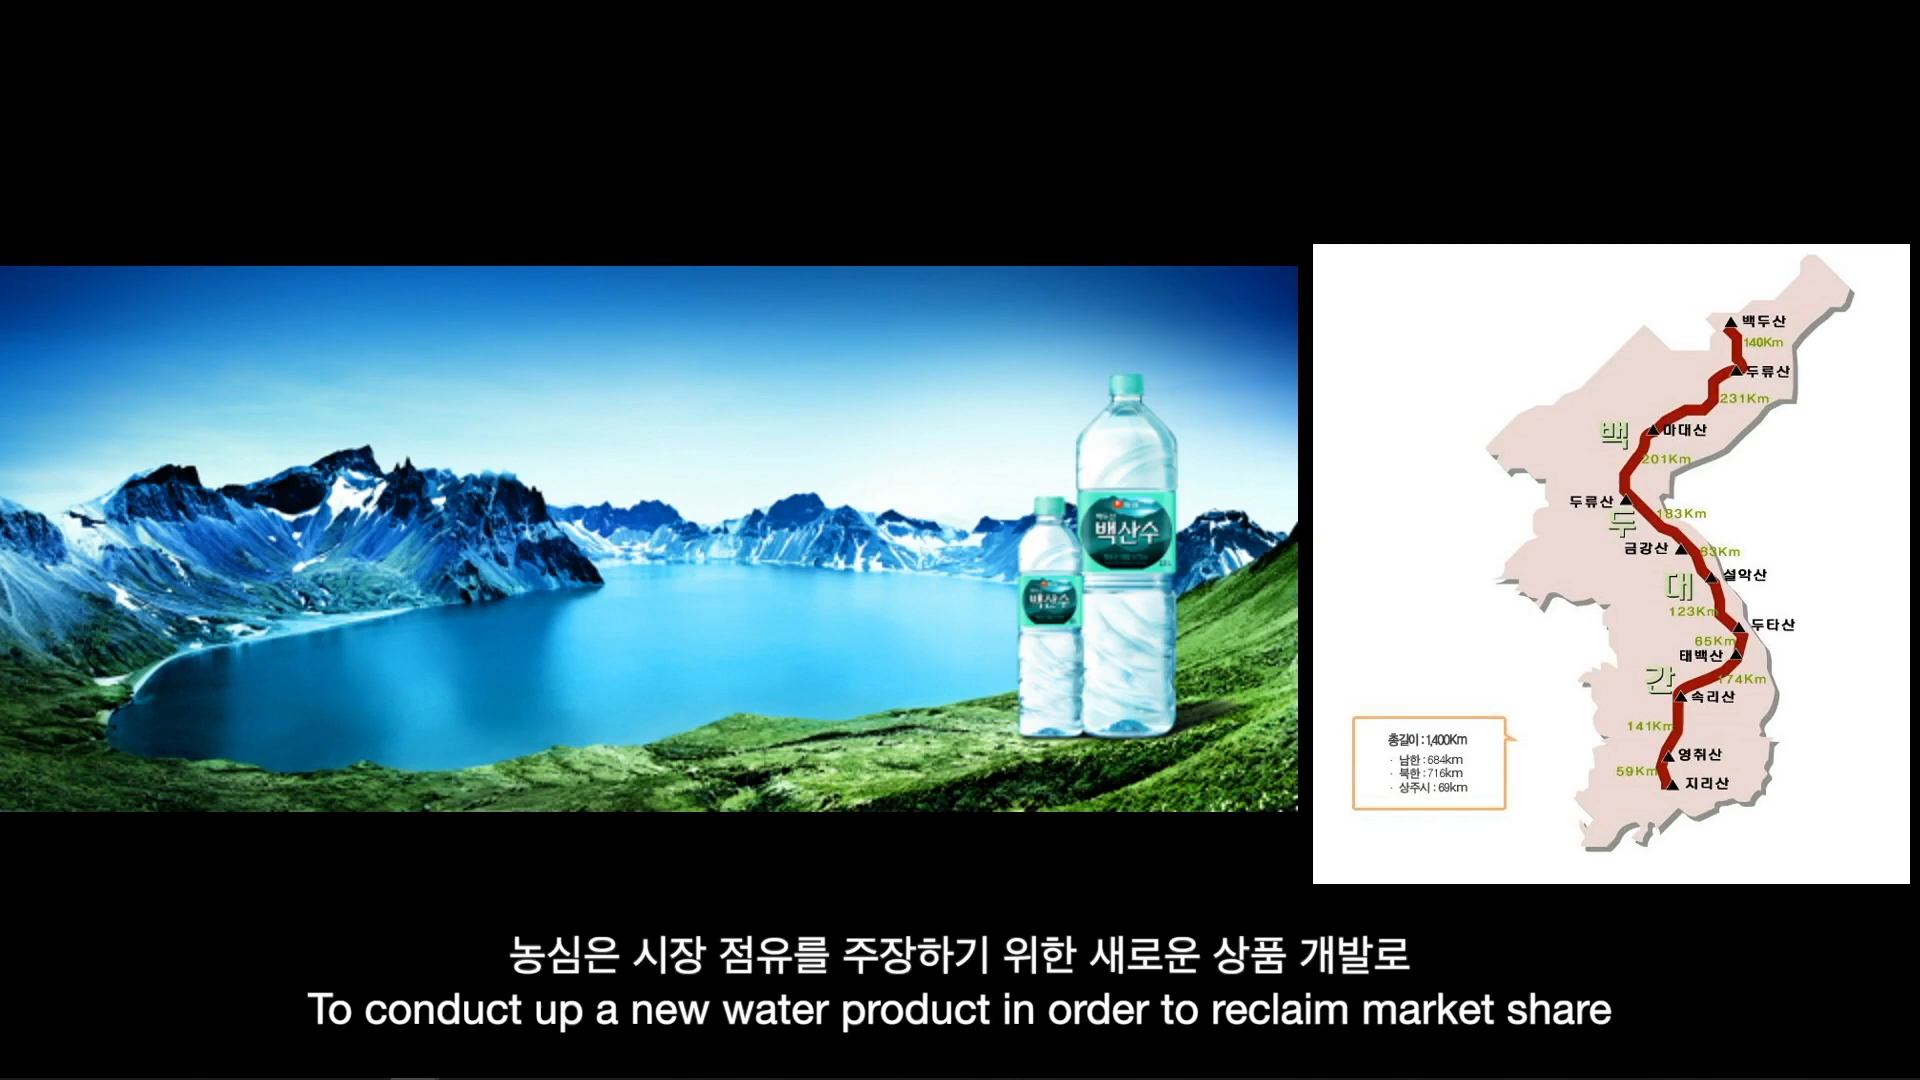 백산수
백산수
백두산
140Km
두류산
231Km
백
마대산
201Km
두류산
183Km
두
금강산
83Km
설악산
대
123Km
두타산
65Km
태백산
174Km
간
속리산
141Km
영취산
59Km
지리산
총길이 : 1,400Km
· 남한 : 684km
· 북한 : 716km
· 상주시 : 69km
농심은 시장 점유를 주장하기 위한 새로운 상품 개발로
To conduct up a new water product in order to reclaim market share